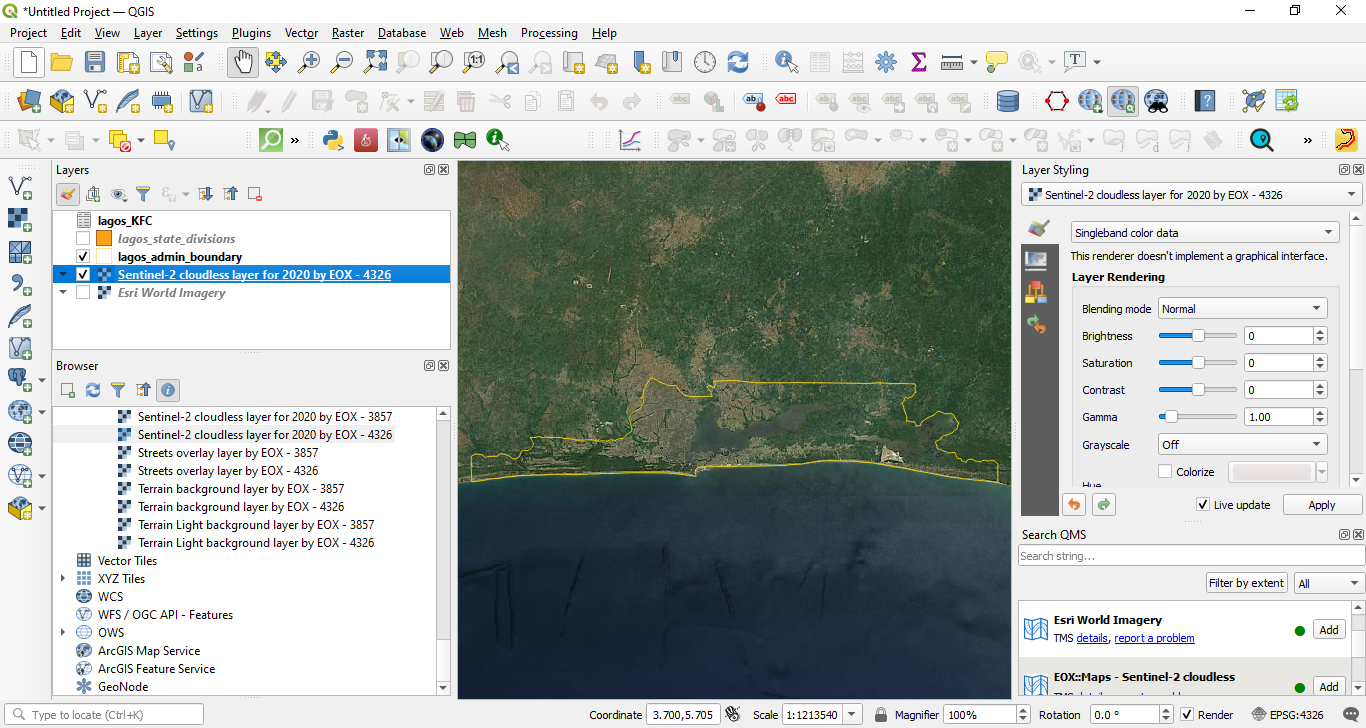 *Untitled Project — QGIS
Project Edit View Layer Settings Plugins Vector Raster Database Web Mesh Processing Help
Layers
lagos_KFC
lagos_state_divisions
lagos_admin_boundary
Sentinel-2 cloudless layer for 2020 by EOX - 4326
Esri World Imagery
Browser
Sentinel-2 cloudless layer for 2020 by EOX - 3857
Sentinel-2 cloudless layer for 2020 by EOX - 4326
Streets overlay layer by EOX - 3857
Streets overlay layer by EOX - 4326
Terrain background layer by EOX - 3857
Terrain background layer by EOX - 4326
Terrain Light background layer by EOX - 3857
Terrain Light background layer by EOX - 4326
Vector Tiles
XYZ Tiles
WCS
WFS / OGC API - Features
OWS
ArcGIS Map Service
ArcGIS Feature Service
GeoNode
Layer Styling
Sentinel-2 cloudless layer for 2020 by EOX - 4326
Singleband color data
This renderer doesn't implement a graphical interface.
Layer Rendering
Blending mode Normal
Brightness 0
Saturation 0
Contrast 0
Gamma 1.00
Grayscale Off
Colorize
Hue
Live update Apply
Search QMS
Search string...
Filter by extent All
Esri World Imagery
TMS details, report a problem Add
EOX::Maps - Sentinel-2 cloudless
Add
Type to locate (Ctrl+K) Coordinate 3.700,5.705 Scale 1:1213540 Magnifier 100% Rotation 0.0 ° Render EPSG:4326